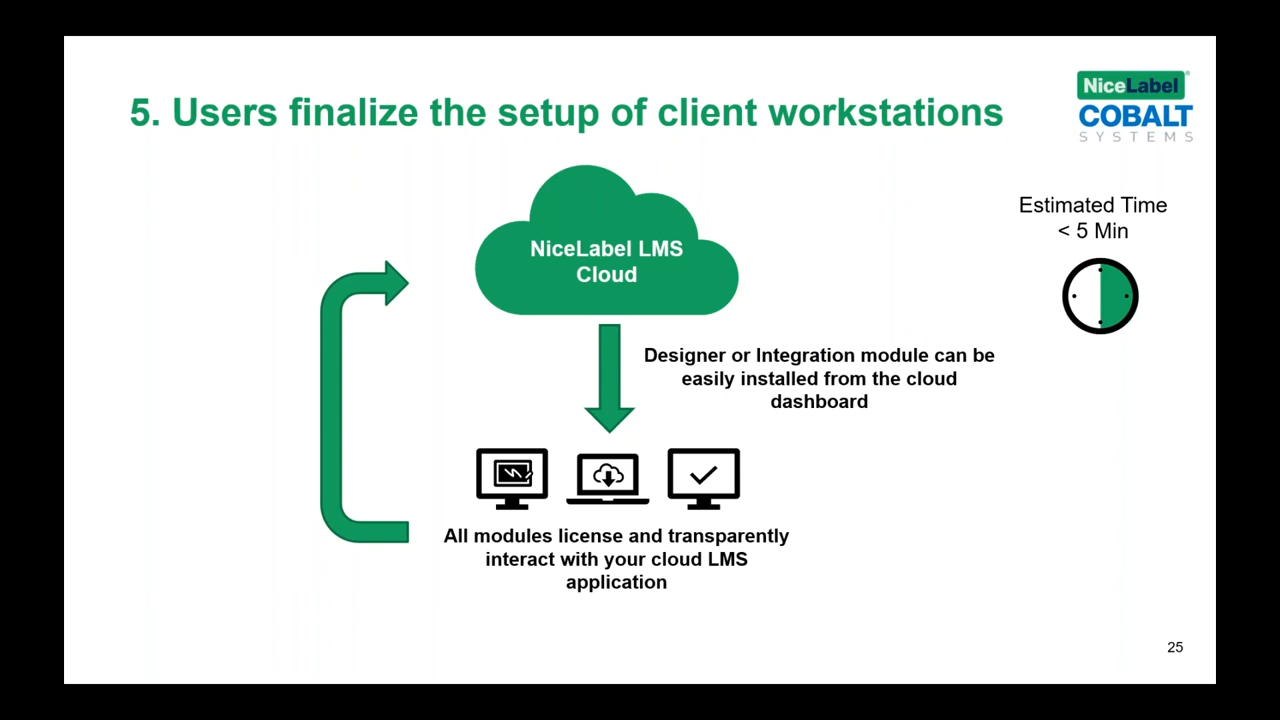 5. Users finalize the setup of client workstations
NiceLabel®
COBALT
SYSTEMS
Estimated Time
< 5 Min
NiceLabel LMS
Cloud
Designer or Integration module can be
easily installed from the cloud
dashboard
All modules license and transparently
interact with your cloud LMS
application
25